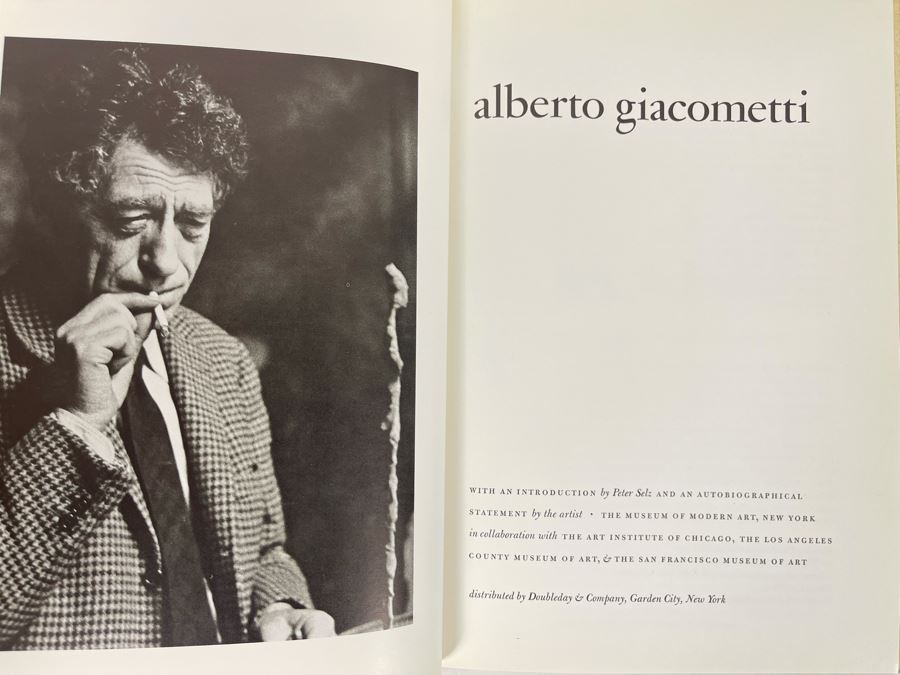 alberto giacometti
WITH AN INTRODUCTION by Peter Selz AND AN AUTOBIOGRAPHICAL
STATEMENT by the artist • THE MUSEUM OF MODERN ART, NEW YORK
in collaboration with THE ART INSTITUTE OF CHICAGO, THE LOS ANGELES
COUNTY MUSEUM OF ART, & THE SAN FRANCISCO MUSEUM OF ART
distributed by Doubleday & Company, Garden City, New York